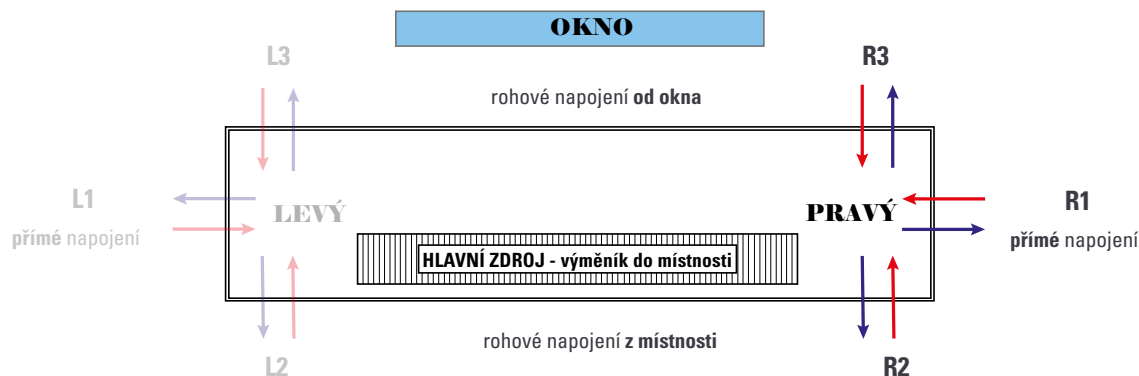 OKNO
L3
R3
rohové napojení od okna
L1
LEVÝ
PRAVÝ
R1
přímé napojení
přímé napojení
HLAVNÍ ZDROJ - výměník do místnosti
rohové napojení z místnosti
L2
R2